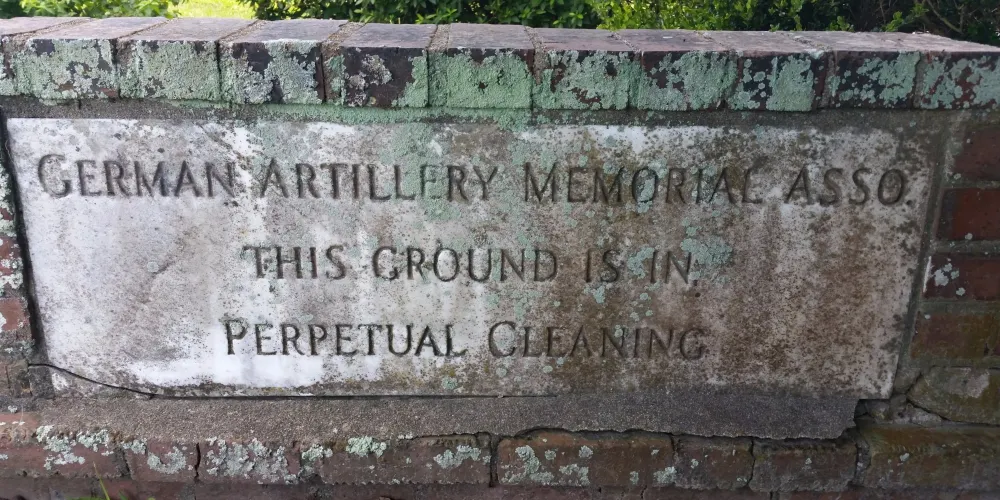 GERMAN ARTILLERY MEMORIAL ASSO.
THIS GROUND IS IN
PERPETUAL CLEANING